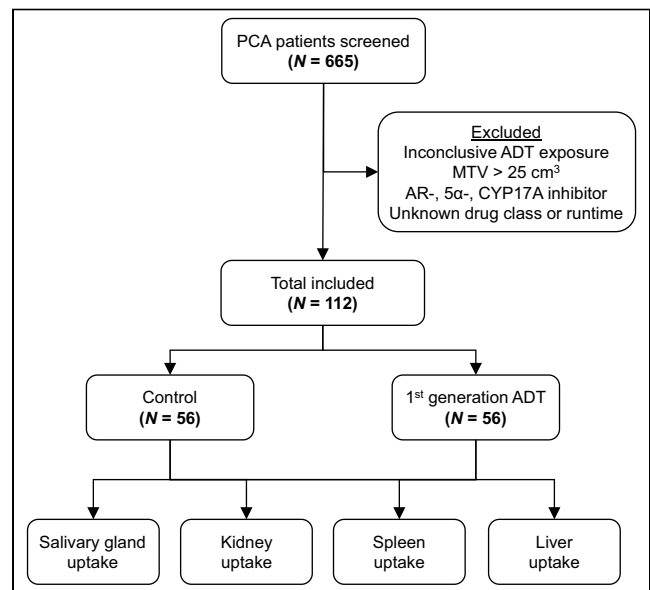 PCA patients screened
(N = 665)
Excluded
Inconclusive ADT exposure
MTV > 25 cm³
AR-, 5α-, CYP17A inhibitor
Unknown drug class or runtime
Total included
(N = 112)
Control
(N = 56)
1st generation ADT
(N = 56)
Salivary gland
uptake
Kidney
uptake
Spleen
uptake
Liver
uptake